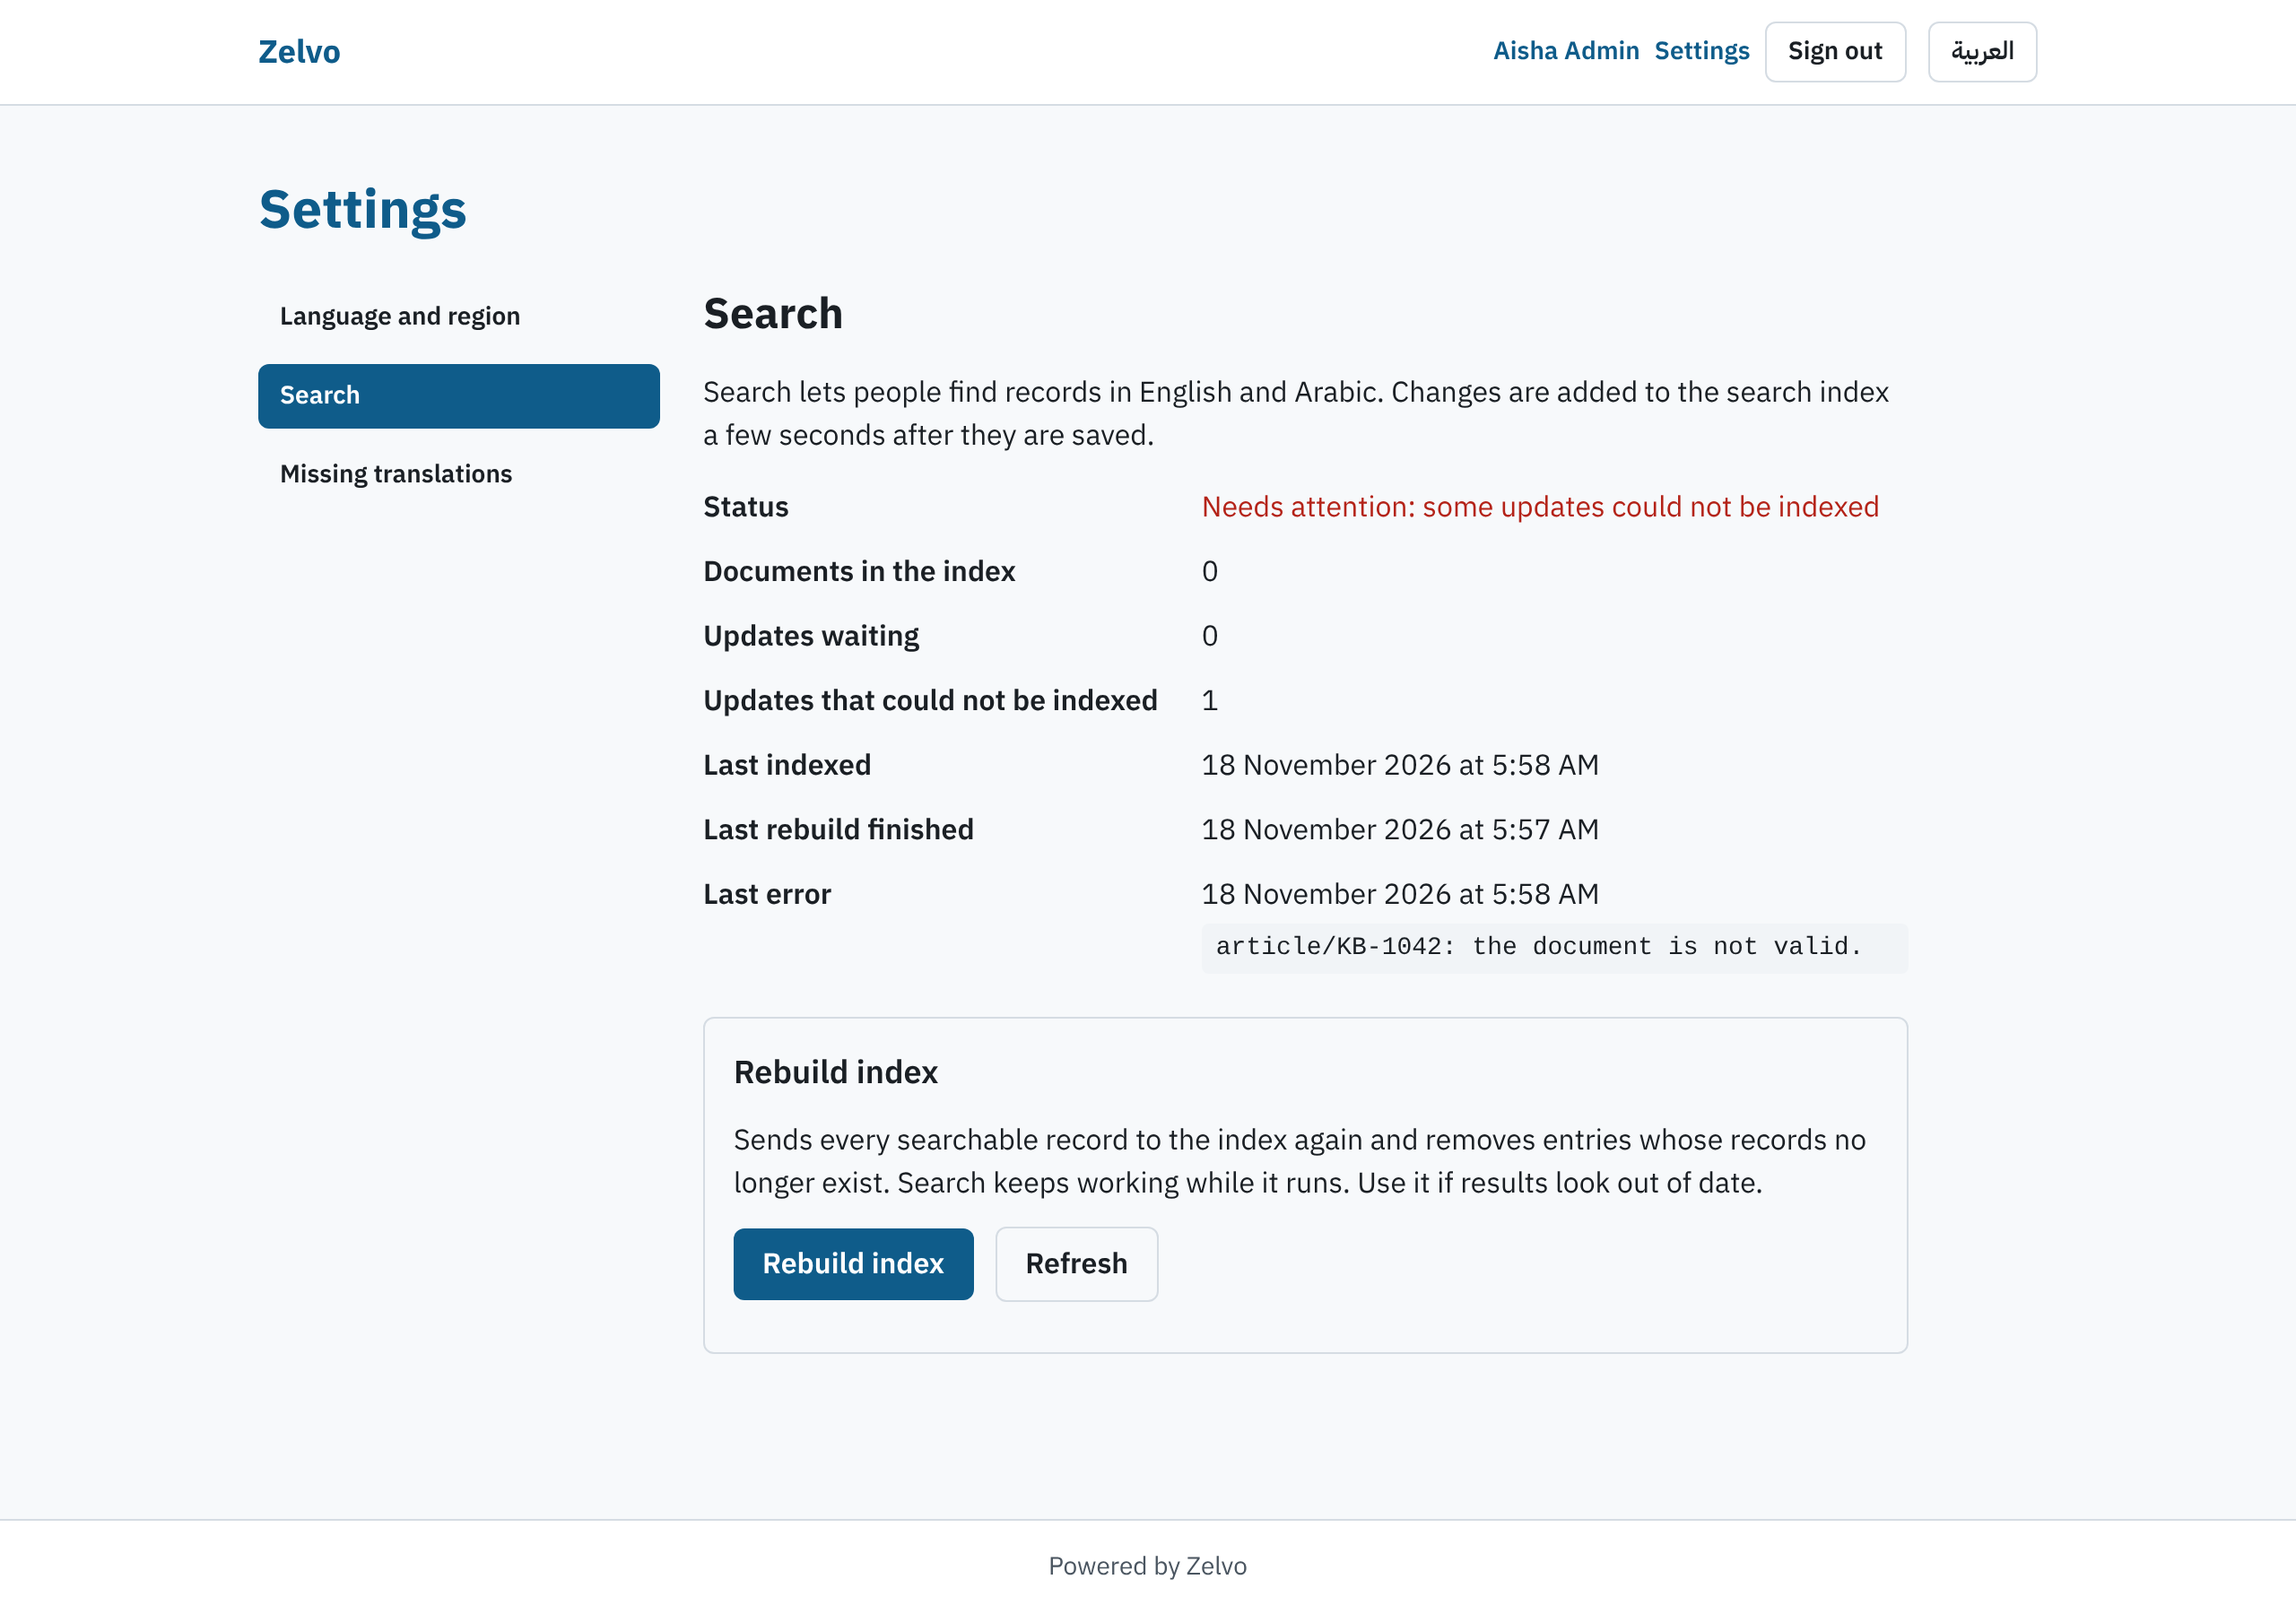 Zelvo
Aisha Admin Settings Sign out العربية
Settings
Language and region
Search
Missing translations
Search
Search lets people find records in English and Arabic. Changes are added to the search index
a few seconds after they are saved.
Status Needs attention: some updates could not be indexed
Documents in the index 0
Updates waiting 0
Updates that could not be indexed 1
Last indexed 18 November 2026 at 5:58 AM
Last rebuild finished 18 November 2026 at 5:57 AM
Last error 18 November 2026 at 5:58 AM
article/KB-1042: the document is not valid.
Rebuild index
Sends every searchable record to the index again and removes entries whose records no
longer exist. Search keeps working while it runs. Use it if results look out of date.
Rebuild index Refresh
Powered by Zelvo